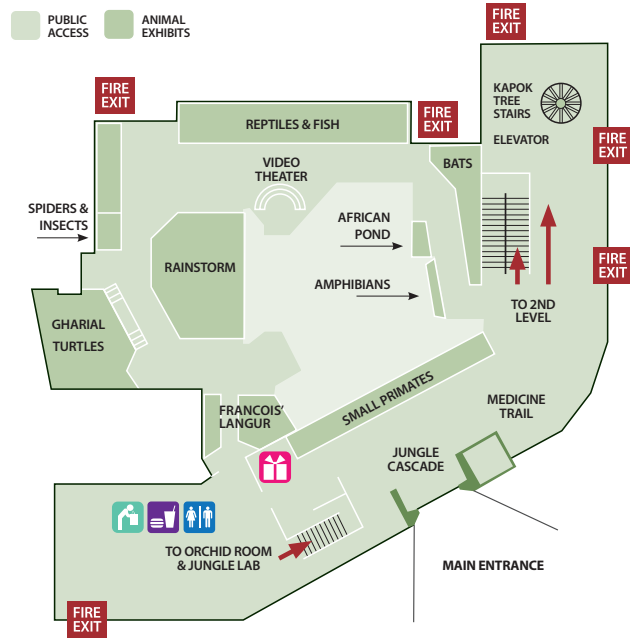 PUBLIC
ACCESS
ANIMAL
EXHIBITS
FIRE
EXIT
FIRE
EXIT
FIRE
EXIT
KAPOK
TREE
STAIRS
ELEVATOR
FIRE
EXIT
REPTILES & FISH
VIDEO
THEATER
BATS
SPIDERS &
INSECTS
AFRICAN
POND
RAINSTORM
FIRE
EXIT
AMPHIBIANS
TO 2ND
LEVEL
GHARIAL
TURTLES
FRANCOIS'
LANGUR
SMALL PRIMATES
MEDICINE
TRAIL
JUNGLE
CASCADE
TO ORCHID ROOM
& JUNGLE LAB
MAIN ENTRANCE
FIRE
EXIT